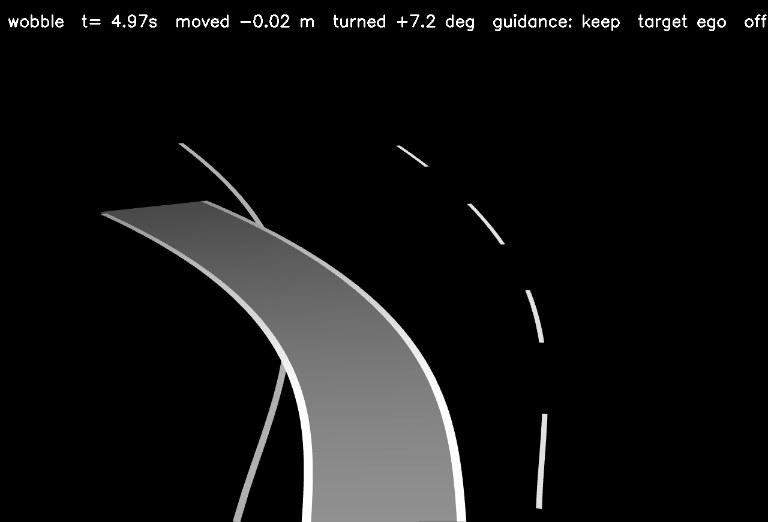 wobble t= 4.97s moved −0.02 m turned +7.2 deg guidance: keep target ego off